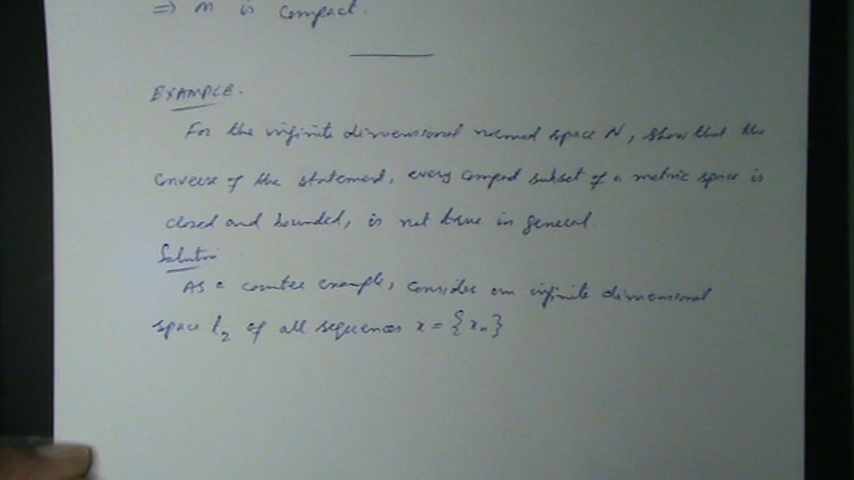 ⇒ M is compact.
EXAMPLE.
For the infinite dimensional normed space N, show that the
converse of the statement, every compact subset of a metric space is
closed and bounded, is not true in general.
Solution
As a counter example, consider an infinite dimensional
space l₂ of all sequences x = {xₙ}